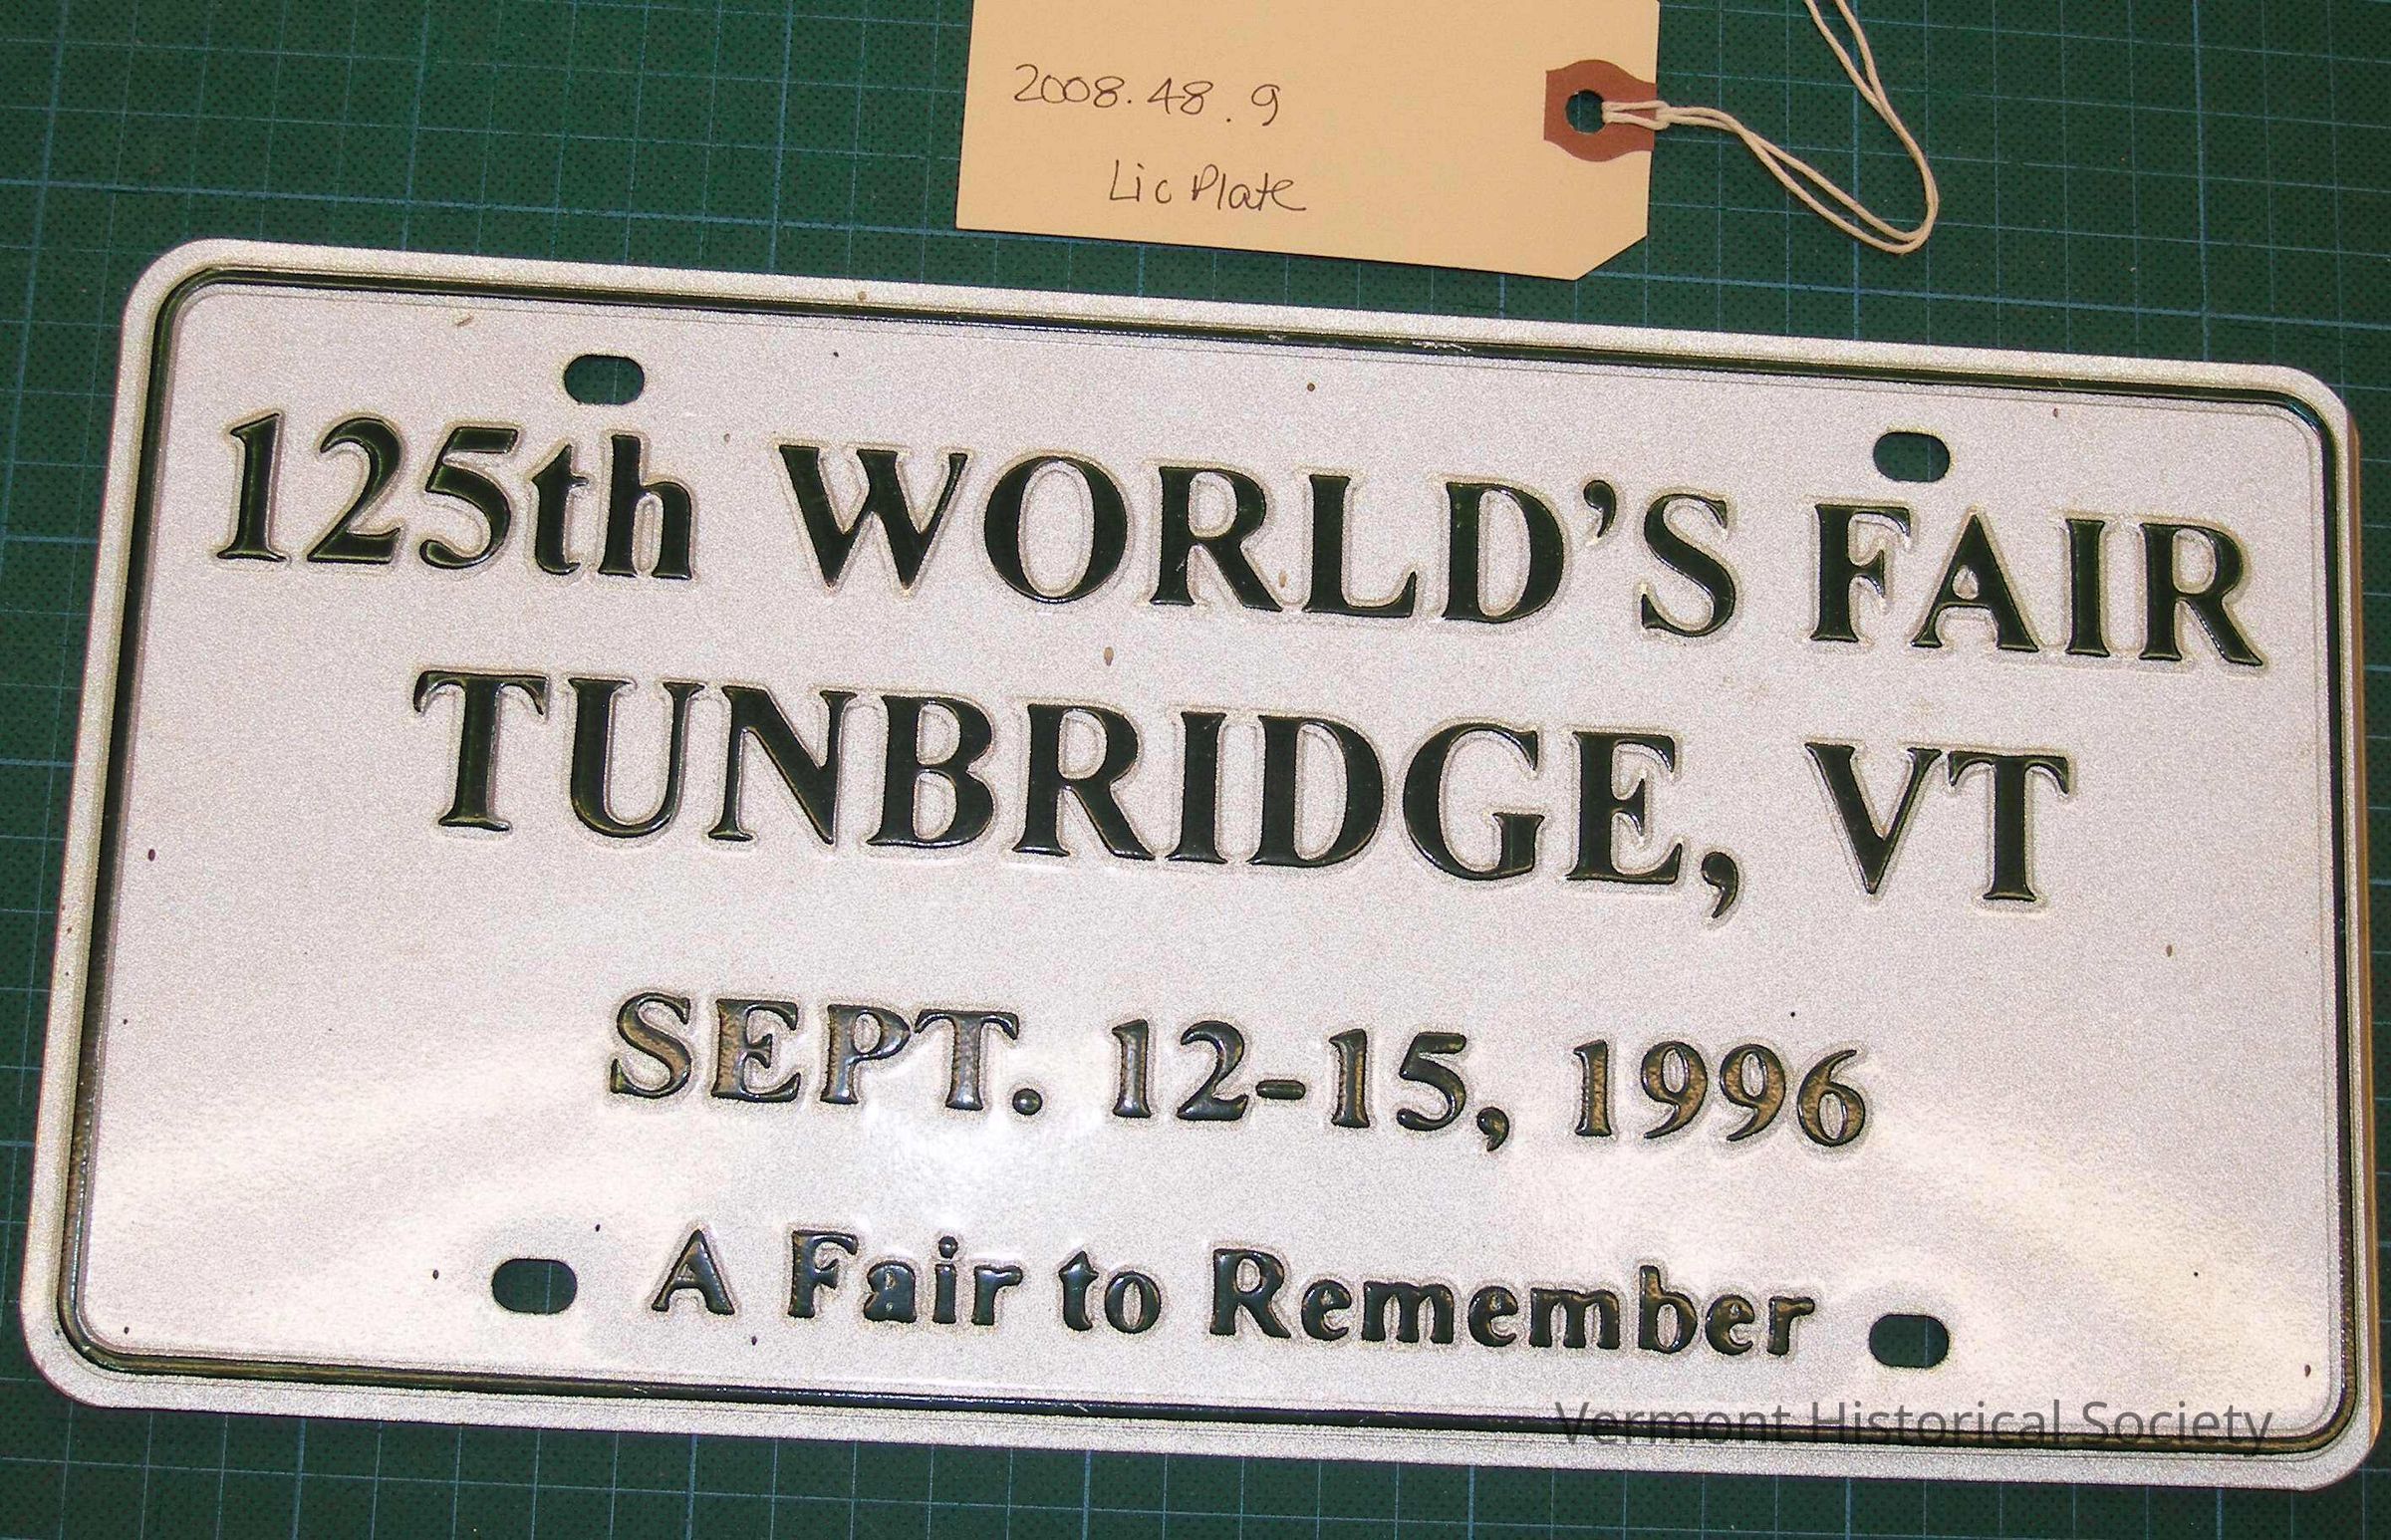 2008.48.9
Lic Plate
125th WORLD'S FAIR
TUNBRIDGE, VT
SEPT. 12-15, 1996
A Fair to Remember
Vermont Historical Society